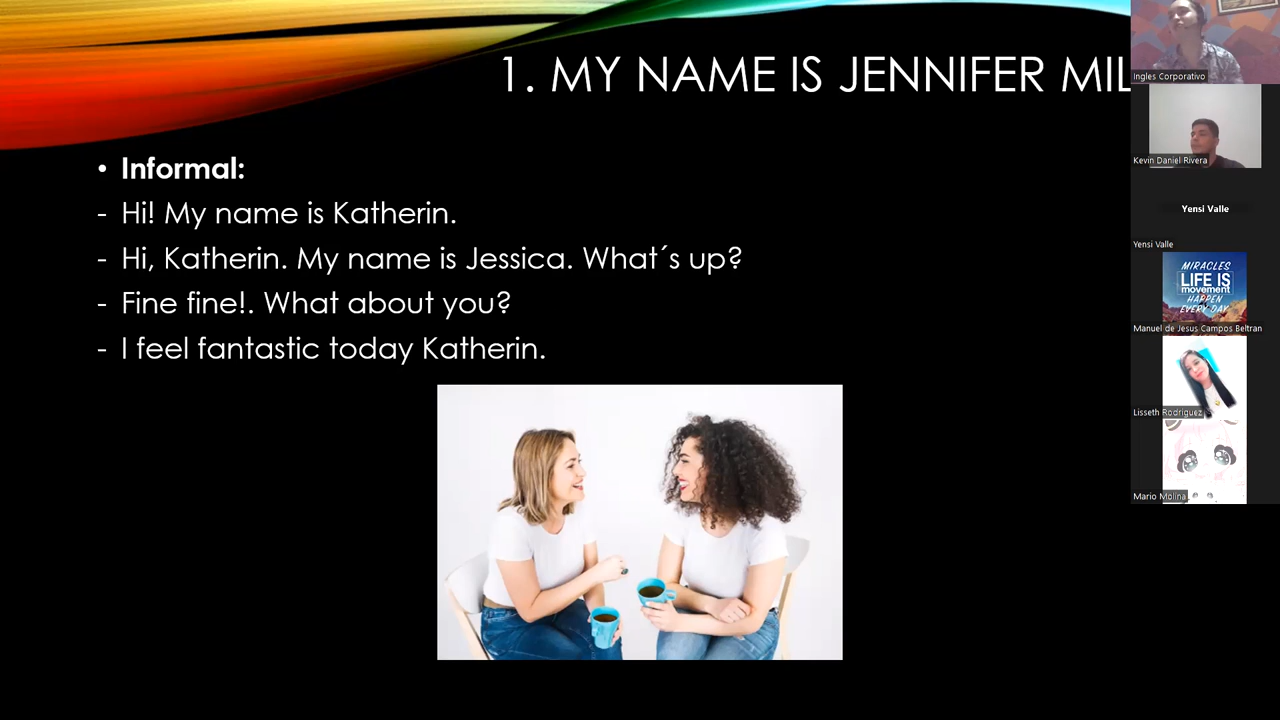 1. MY NAME IS JENNIFER MIL
• Informal:
- Hi! My name is Katherin.
- Hi, Katherin. My name is Jessica. What´s up?
- Fine fine!. What about you?
- I feel fantastic today Katherin.
Ingles Corporativo
Kevin Daniel Rivera
Yensi Valle
Yensi Valle
MIRACLES
LIFE IS
movement
HAPPEN
EVERY DAY
Manuel de Jesus Campos Beltran
Lisseth Rodriguez
Mario Molina